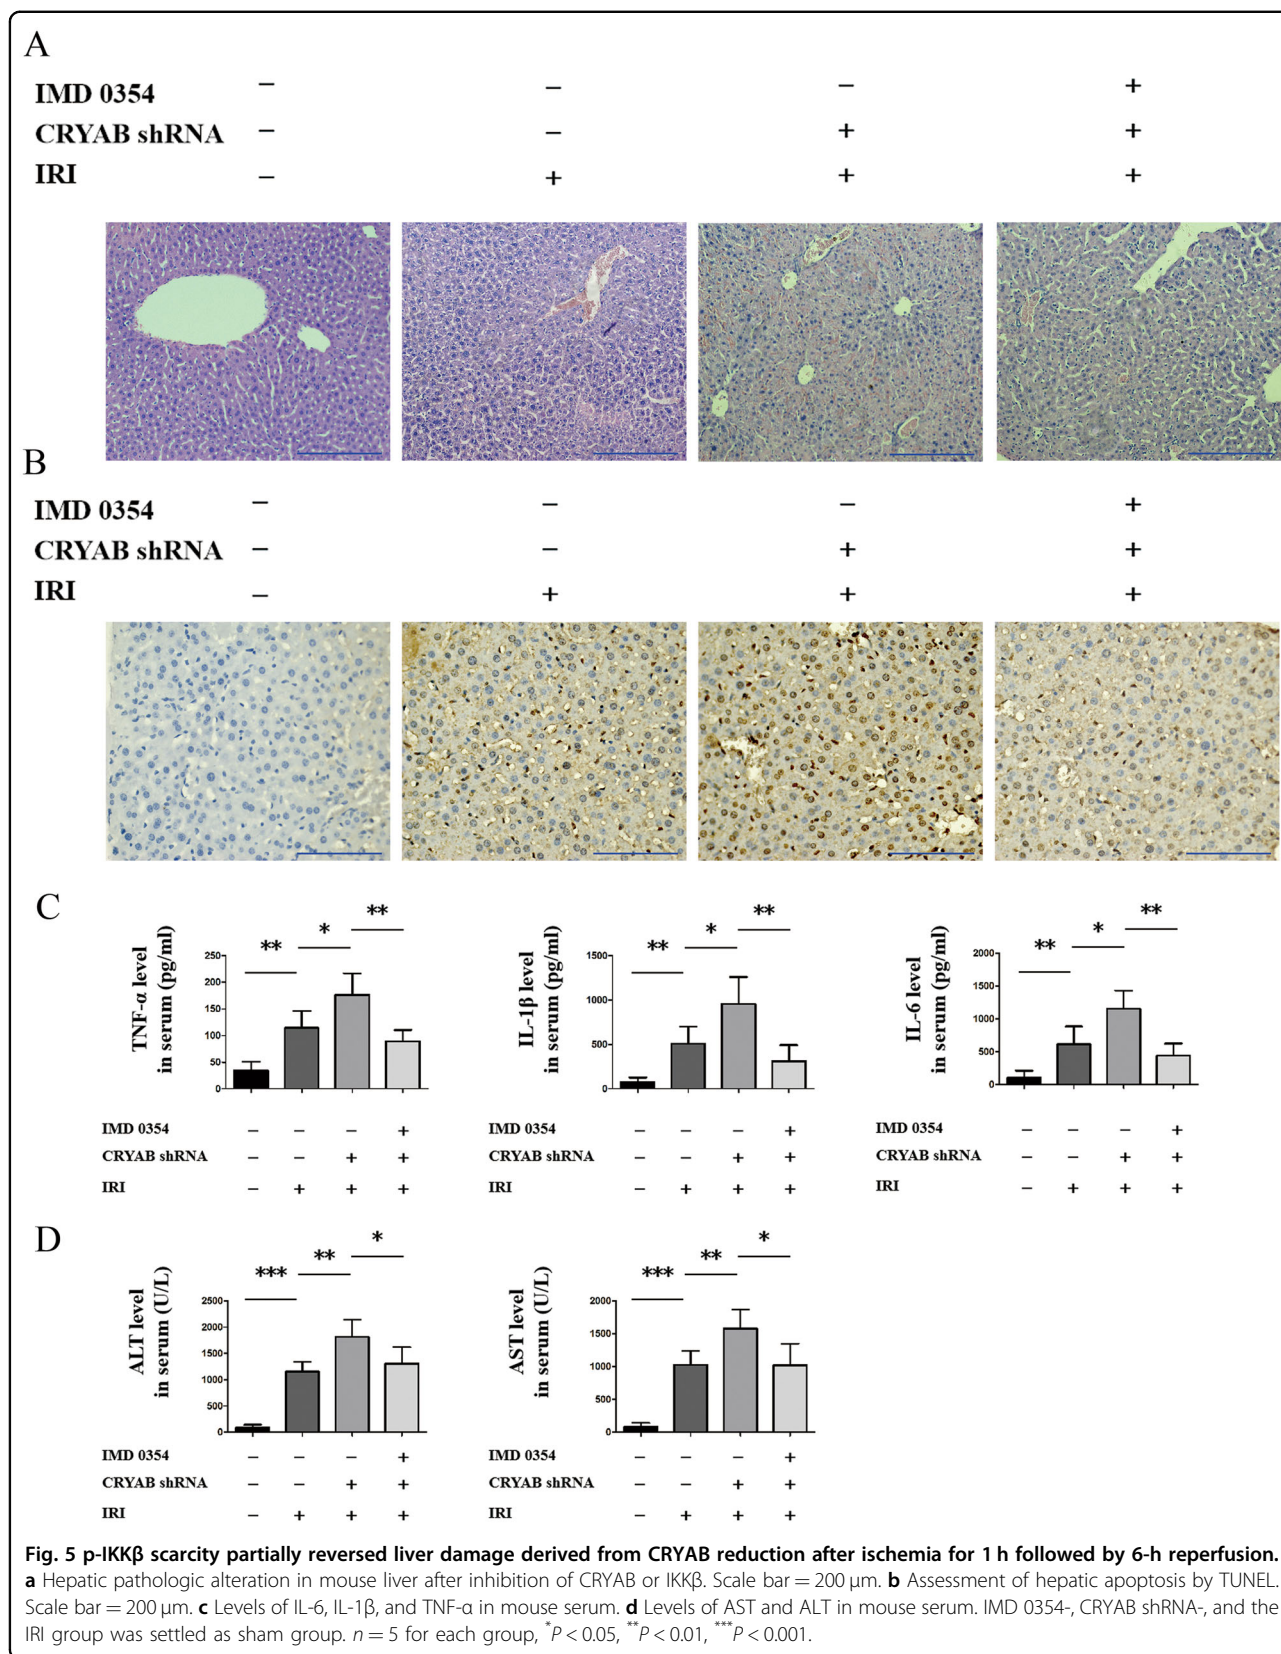 A
IMD 0354 – – – +
CRYAB shRNA – – + +
IRI – + + +
B
IMD 0354 – – – +
CRYAB shRNA – – + +
IRI – + + +
C
TNF-α level
in serum (pg/ml)
** * **
250
200
150
100
50
0
IMD 0354 – – – +
CRYAB shRNA – – + +
IRI – + + +
IL-1β level
in serum (pg/ml)
** * **
1500
1000
500
0
IMD 0354 – – – +
CRYAB shRNA – – + +
IRI – + + +
IL-6 level
in serum (pg/ml)
** * **
2000
1500
1000
500
0
IMD 0354 – – – +
CRYAB shRNA – – + +
IRI – + + +
D
ALT level
in serum (U/L)
*** ** *
2500
2000
1500
1000
500
0
IMD 0354 – – – +
CRYAB shRNA – – + +
IRI – + + +
AST level
in serum (U/L)
*** ** *
2000
1500
1000
500
0
IMD 0354 – – – +
CRYAB shRNA – – + +
IRI – + + +
Fig. 5 p-IKKβ scarcity partially reversed liver damage derived from CRYAB reduction after ischemia for 1 h followed by 6-h reperfusion.
a Hepatic pathologic alteration in mouse liver after inhibition of CRYAB or IKKβ. Scale bar = 200 µm. b Assessment of hepatic apoptosis by TUNEL.
Scale bar = 200 µm. c Levels of IL-6, IL-1β, and TNF-α in mouse serum. d Levels of AST and ALT in mouse serum. IMD 0354-, CRYAB shRNA-, and the
IRI group was settled as sham group. n = 5 for each group, *P < 0.05, **P < 0.01, ***P < 0.001.